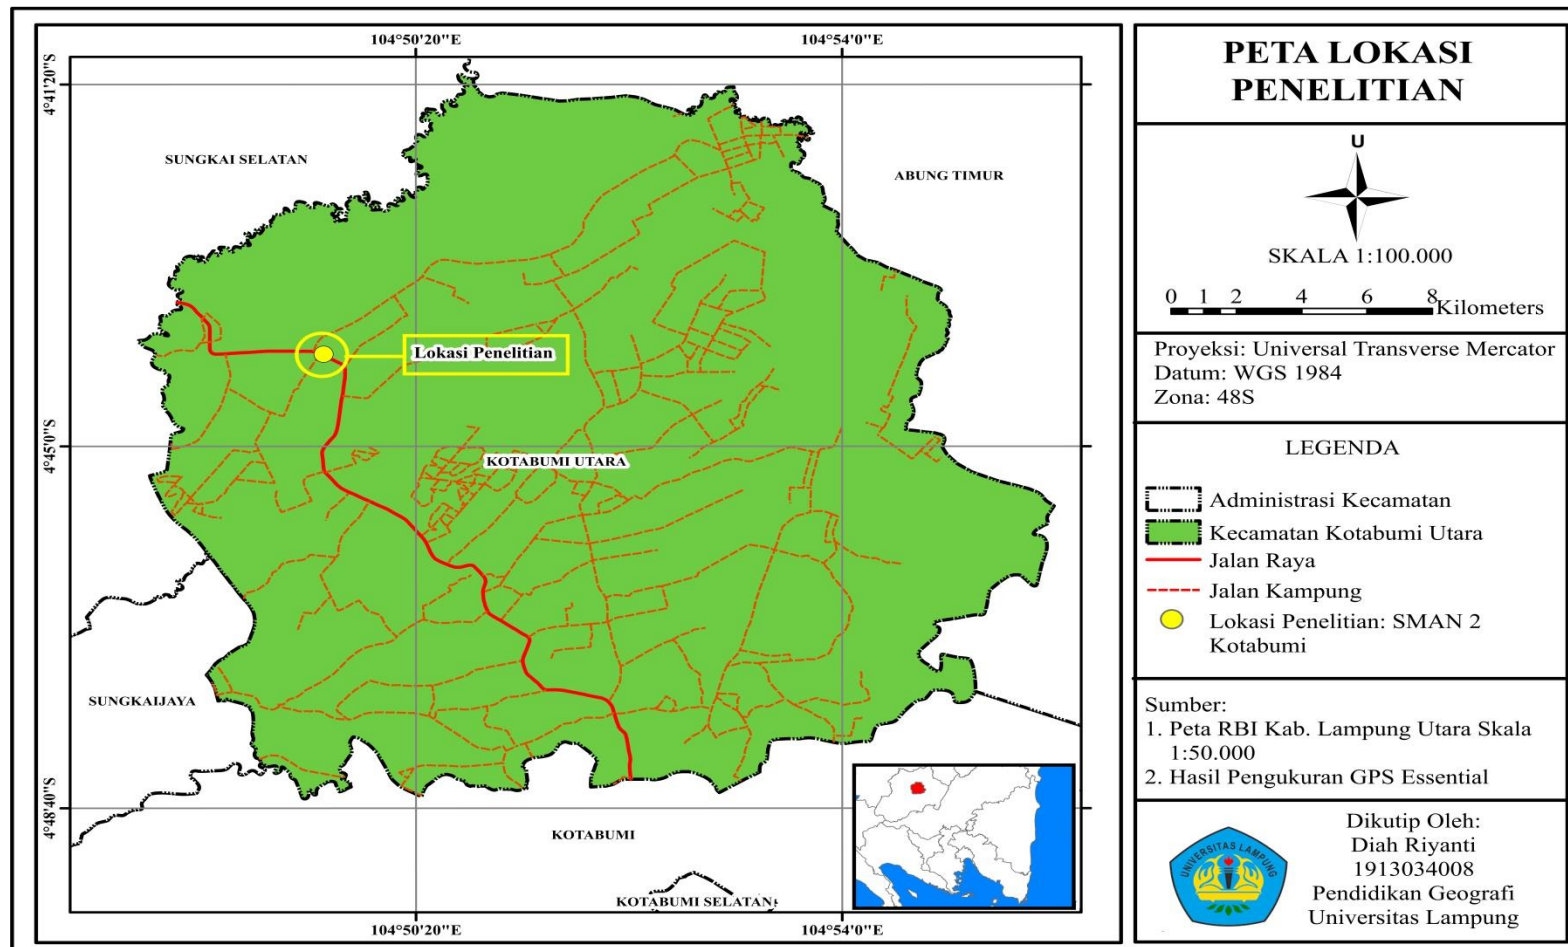 104°50'20"E
104°54'0"E
4°41'20"S
4°45'0"S
4°48'40"S
SUNGKAI SELATAN
ABUNG TIMUR
Lokasi Penelitian
KOTABUMI UTARA
SUNGKAIJAYA
KOTABUMI
KOTABUMI SELATAN
104°50'20"E
104°54'0"E
PETA LOKASI
PENELITIAN
U
SKALA 1:100.000
0 1 2 4 6 8 Kilometers
Proyeksi: Universal Transverse Mercator
Datum: WGS 1984
Zona: 48S
LEGENDA
Administrasi Kecamatan
Kecamatan Kotabumi Utara
Jalan Raya
Jalan Kampung
Lokasi Penelitian: SMAN 2
Kotabumi
Sumber:
1. Peta RBI Kab. Lampung Utara Skala
1:50.000
2. Hasil Pengukuran GPS Essential
UNIVERSITAS LAMPUNG
Dikutip Oleh:
Diah Riyanti
1913034008
Pendidikan Geografi
Universitas Lampung